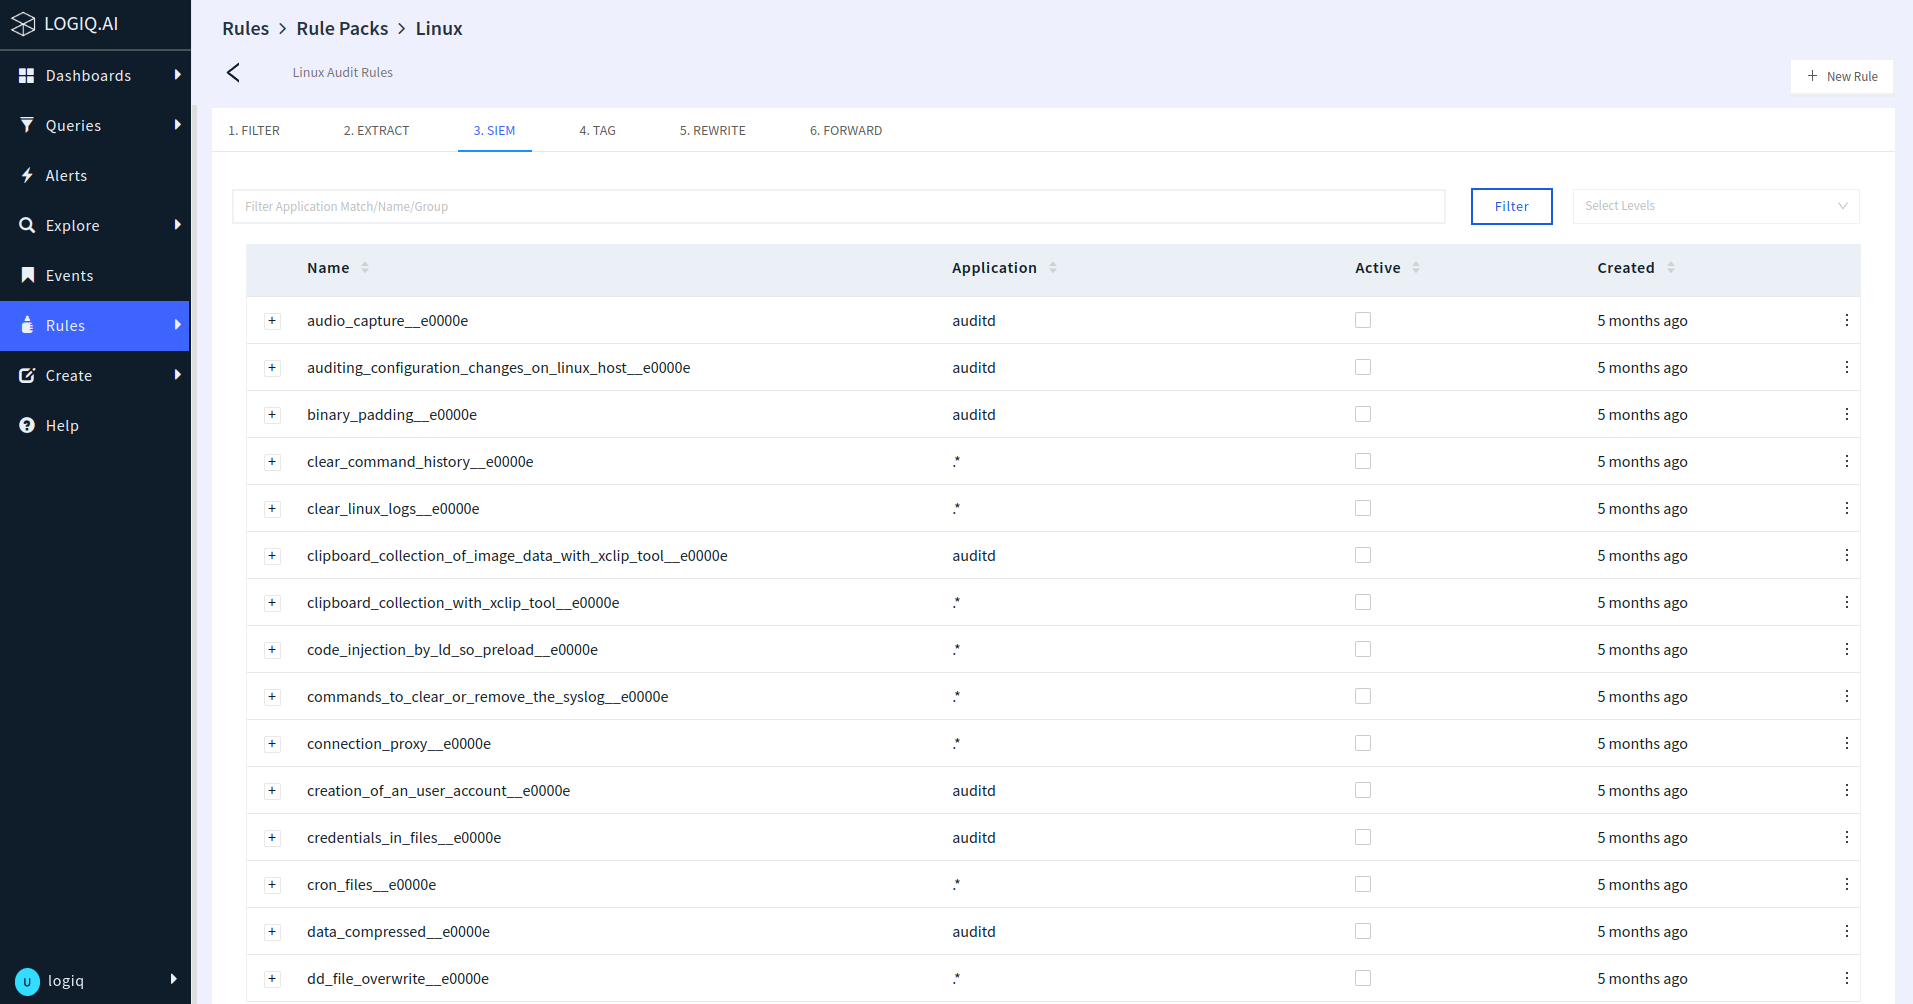 LOGIQ.AI
Dashboards
Queries
Alerts
Explore
Events
Rules
Create
Help
U logiq
Rules > Rule Packs > Linux
Linux Audit Rules
+ New Rule
1. FILTER 2. EXTRACT 3. SIEM 4. TAG 5. REWRITE 6. FORWARD
Filter Application Match/Name/Group Filter Select Levels
Name Application Active Created
+ audio_capture__e0000e auditd 5 months ago
+ auditing_configuration_changes_on_linux_host__e0000e auditd 5 months ago
+ binary_padding__e0000e auditd 5 months ago
+ clear_command_history__e0000e .* 5 months ago
+ clear_linux_logs__e0000e .* 5 months ago
+ clipboard_collection_of_image_data_with_xclip_tool__e0000e auditd 5 months ago
+ clipboard_collection_with_xclip_tool__e0000e .* 5 months ago
+ code_injection_by_ld_so_preload__e0000e .* 5 months ago
+ commands_to_clear_or_remove_the_syslog__e0000e .* 5 months ago
+ connection_proxy__e0000e .* 5 months ago
+ creation_of_an_user_account__e0000e auditd 5 months ago
+ credentials_in_files__e0000e auditd 5 months ago
+ cron_files__e0000e .* 5 months ago
+ data_compressed__e0000e auditd 5 months ago
+ dd_file_overwrite__e0000e .* 5 months ago